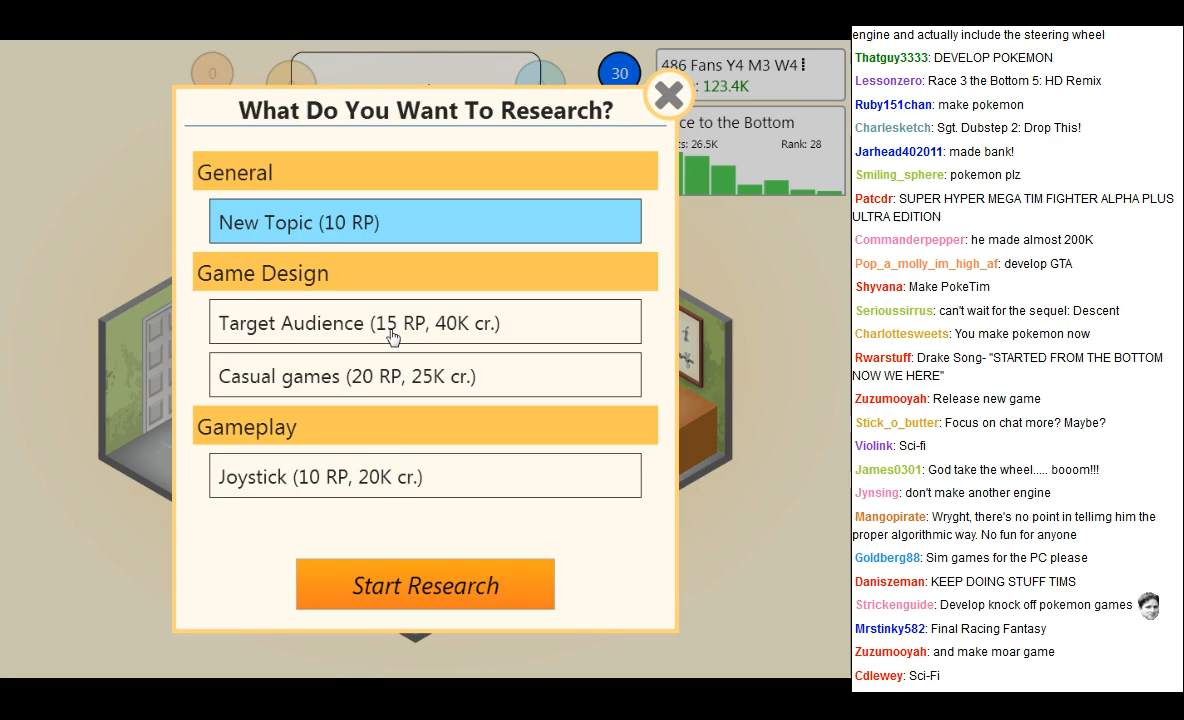 0
30
486 Fans Y4 M3 W4
: 123.4K
What Do You Want To Research?
ce to the Bottom
ts: 26.5K
Rank: 28
General
New Topic (10 RP)
Game Design
Target Audience (15 RP, 40K cr.)
Casual games (20 RP, 25K cr.)
Gameplay
Joystick (10 RP, 20K cr.)
Start Research
engine and actually include the steering wheel
Thatguy3333: DEVELOP POKEMON
Lessonzero: Race 3 the Bottom 5: HD Remix
Ruby151chan: make pokemon
Charlesketch: Sgt. Dubstep 2: Drop This!
Jarhead402011: made bank!
Smiling_sphere: pokemon plz
Patcdr: SUPER HYPER MEGA TIM FIGHTER ALPHA PLUS
ULTRA EDITION
Commanderpepper: he made almost 200K
Pop_a_molly_im_high_af: develop GTA
Shyvana: Make PokeTim
Serioussirrus: can't wait for the sequel: Descent
Charlottesweets: You make pokemon now
Rwarstuff: Drake Song- "STARTED FROM THE BOTTOM
NOW WE HERE"
Zuzumooyah: Release new game
Stick_o_butter: Focus on chat more? Maybe?
Violink: Sci-fi
James0301: God take the wheel..... booom!!!
Jynsing: don't make another engine
Mangopirate: Wryght, there's no point in tellimg him the
proper algorithmic way. No fun for anyone
Goldberg88: Sim games for the PC please
Daniszeman: KEEP DOING STUFF TIMS
Strickenguide: Develop knock off pokemon games
Mrstinky582: Final Racing Fantasy
Zuzumooyah: and make moar game
Cdlewey: Sci-Fi